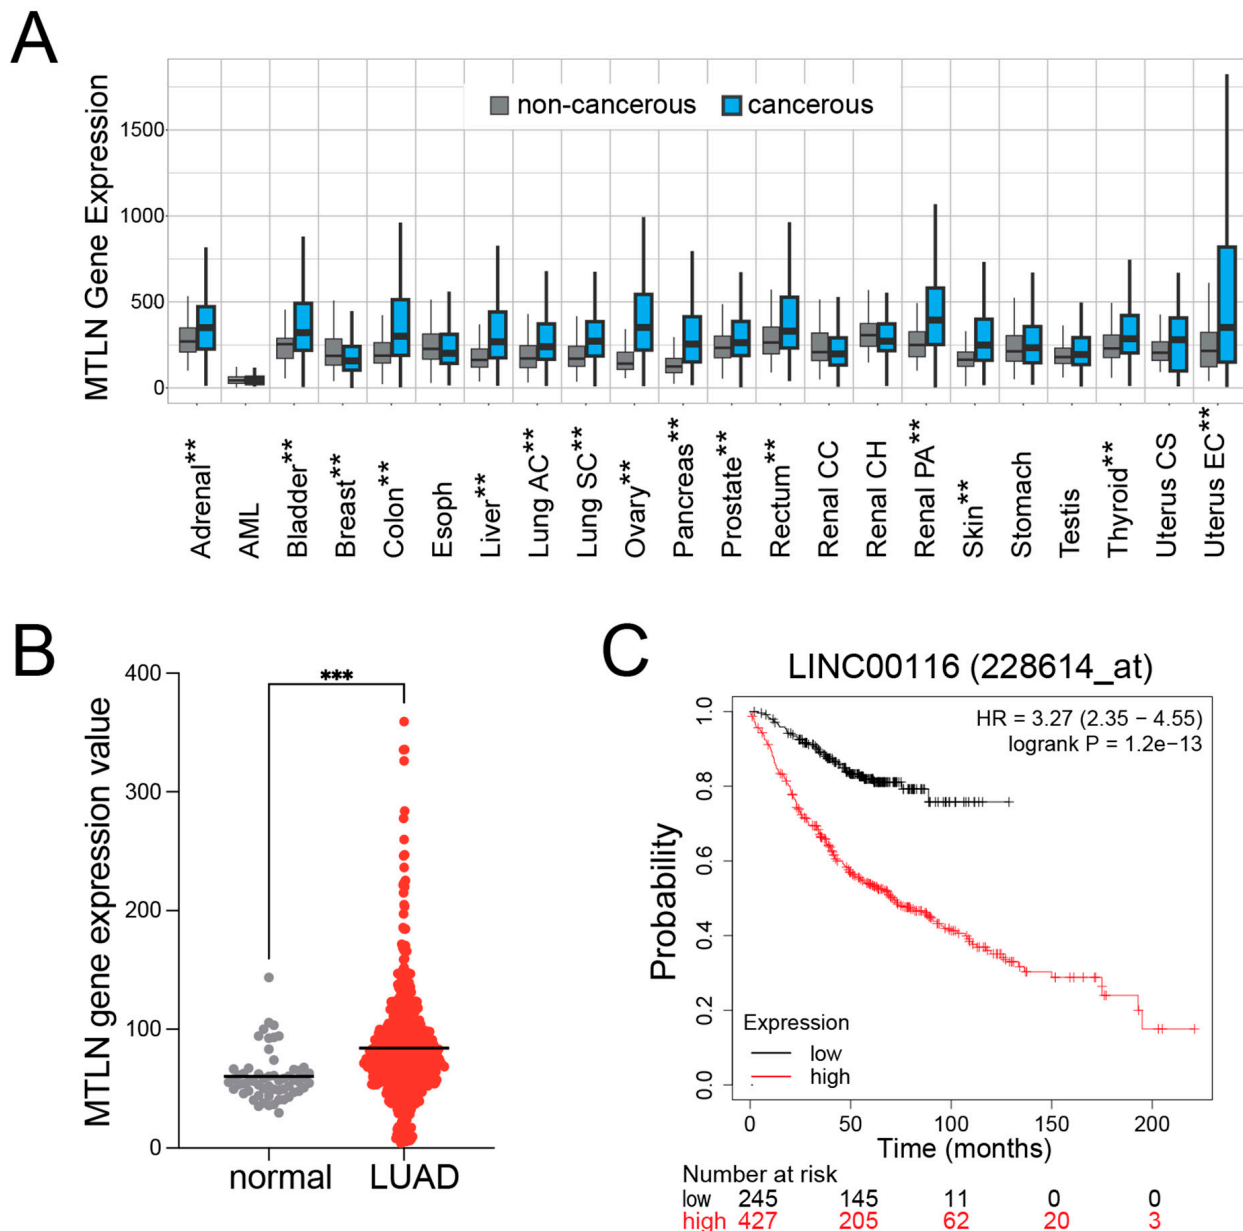 A
MTLN Gene Expression
non-cancerous cancerous
1500
1000
500
0
Adrenal**
AML
Bladder**
Breast**
Colon**
Esoph
Liver**
Lung AC**
Lung SC**
Ovary**
Pancreas**
Prostate**
Rectum**
Renal CC
Renal CH
Renal PA**
Skin**
Stomach
Testis
Thyroid**
Uterus CS
Uterus EC**
B
MTLN gene expression value
400
300
200
100
0
***
normal LUAD
C
LINC00116 (228614_at)
HR = 3.27 (2.35 − 4.55)
logrank P = 1.2e−13
Probability
1.0
0.8
0.6
0.4
0.2
0.0
Expression
low
high
0 50 100 150 200
Time (months)
Number at risk
low 245 145 11 0 0
high 427 205 62 20 3